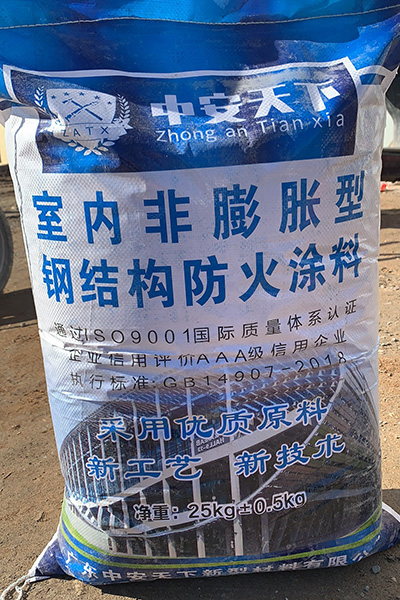 ZATX
中安天下
Zhong an Tian xia
室内非膨胀型
钢结构防火涂料
通过ISO9001国际质量体系认证
企业信用评价AAA级信用企业
执行标准:GB14907-2018
采用优质原料
新工艺 新技术
净重：25kg±0.5kg
东中安天下新型材料有限公